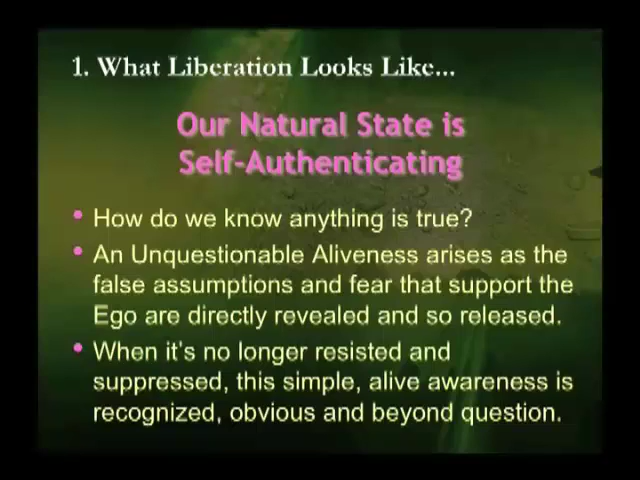 1. What Liberation Looks Like...
Our Natural State is
Self-Authenticating
• How do we know anything is true?
• An Unquestionable Aliveness arises as the
false assumptions and fear that support the
Ego are directly revealed and so released.
• When it's no longer resisted and
suppressed, this simple, alive awareness is
recognized, obvious and beyond question.